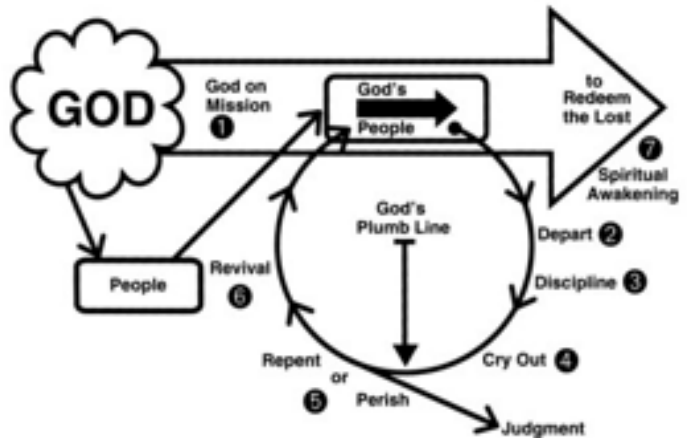 GOD
God on
Mission
1
God's
People
to
Redeem
the Lost
7
Spiritual
Awakening
God's
Plumb Line
Depart 2
Discipline 3
Cry Out 4
Repent
or
5
Perish
Judgment
Revival
6
People